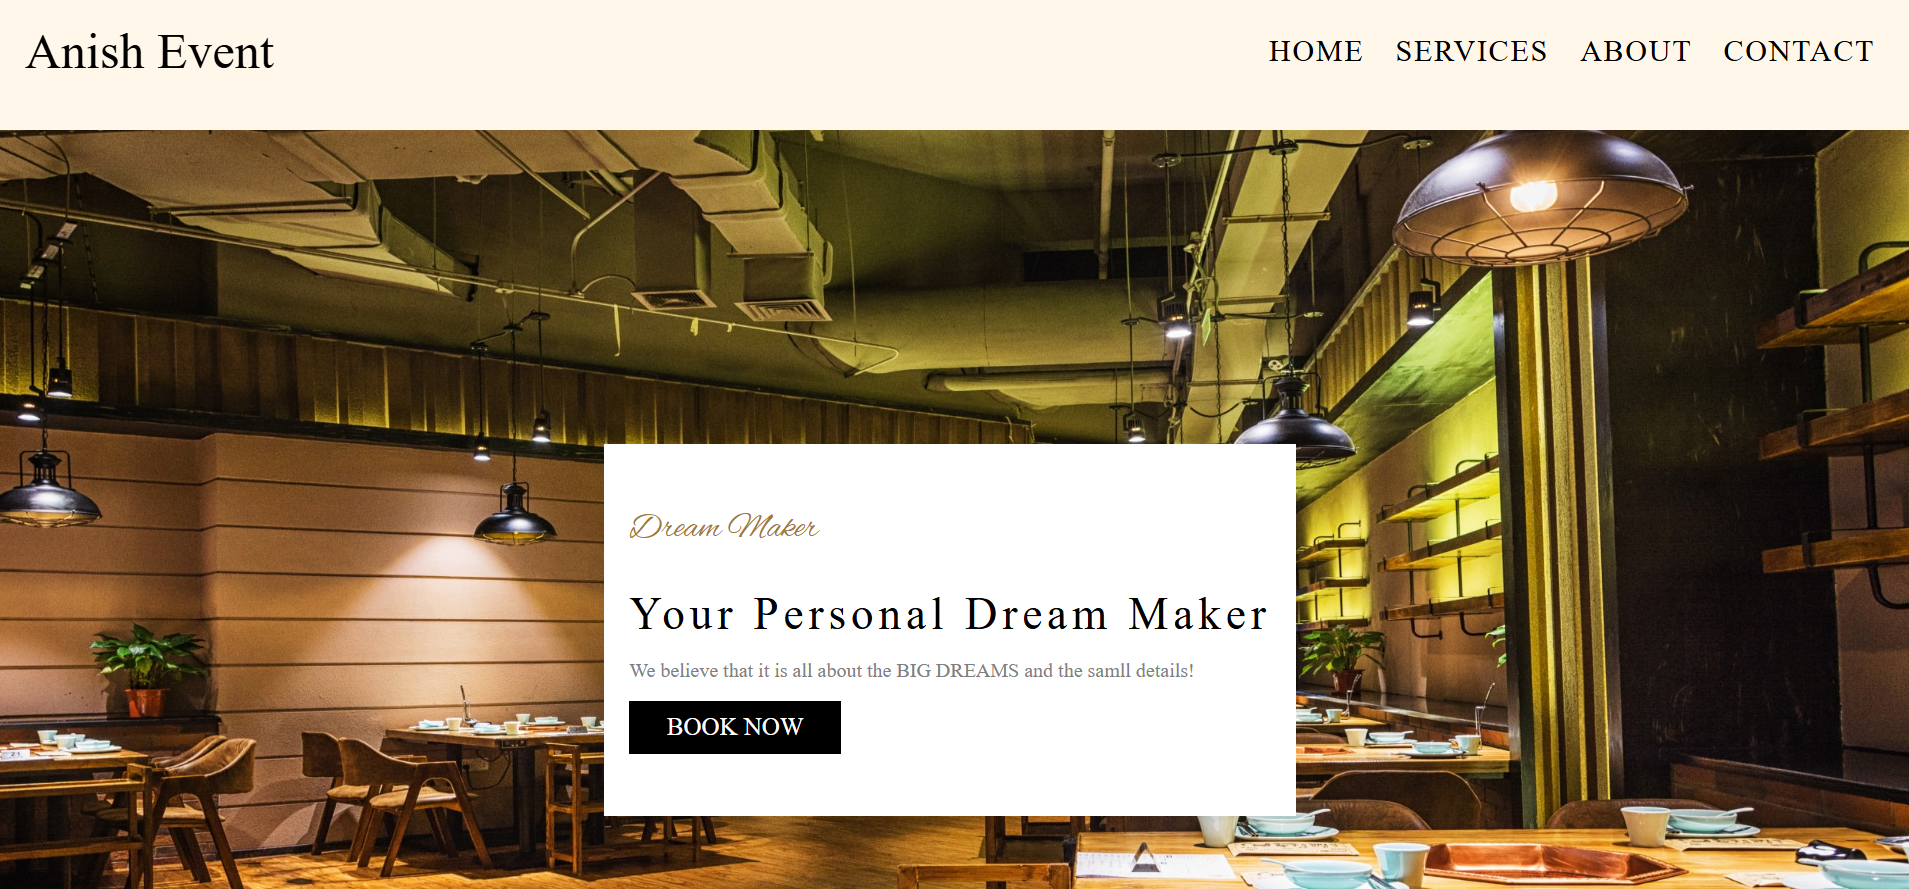 Anish Event
HOME SERVICES ABOUT CONTACT
Dream Maker
Your Personal Dream Maker
We believe that it is all about the BIG DREAMS and the samll details!
BOOK NOW